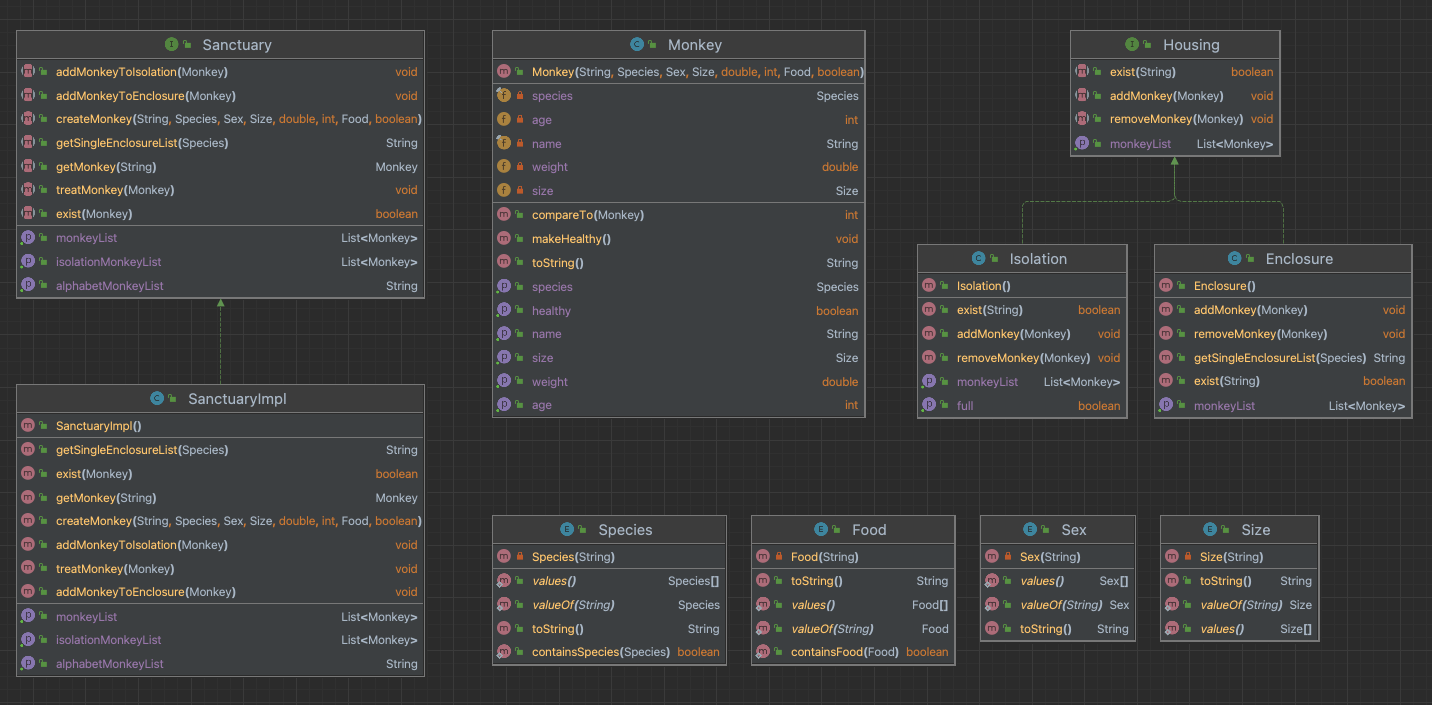 Sanctuary
addMonkeyToIsolation(Monkey) void
addMonkeyToEnclosure(Monkey) void
createMonkey(String, Species, Sex, Size, double, int, Food, boolean)
getSingleEnclosureList(Species) String
getMonkey(String) Monkey
treatMonkey(Monkey) void
exist(Monkey) boolean
monkeyList List<Monkey>
isolationMonkeyList List<Monkey>
alphabetMonkeyList String
SanctuaryImpl
SanctuaryImpl()
getSingleEnclosureList(Species) String
exist(Monkey) boolean
getMonkey(String) Monkey
createMonkey(String, Species, Sex, Size, double, int, Food, boolean)
addMonkeyToIsolation(Monkey) void
treatMonkey(Monkey) void
addMonkeyToEnclosure(Monkey) void
monkeyList List<Monkey>
isolationMonkeyList List<Monkey>
alphabetMonkeyList String
Monkey
Monkey(String, Species, Sex, Size, double, int, Food, boolean)
species Species
age int
name String
weight double
size Size
compareTo(Monkey) int
makeHealthy() void
toString() String
species Species
healthy boolean
name String
size Size
weight double
age int
Housing
exist(String) boolean
addMonkey(Monkey) void
removeMonkey(Monkey) void
monkeyList List<Monkey>
Isolation
Isolation()
exist(String) boolean
addMonkey(Monkey) void
removeMonkey(Monkey) void
monkeyList List<Monkey>
full boolean
Enclosure
Enclosure()
addMonkey(Monkey) void
removeMonkey(Monkey) void
getSingleEnclosureList(Species) String
exist(String) boolean
monkeyList List<Monkey>
Species
Species(String)
values() Species[]
valueOf(String) Species
toString() String
containsSpecies(Species) boolean
Food
Food(String)
toString() String
values() Food[]
valueOf(String) Food
containsFood(Food) boolean
Sex
Sex(String)
values() Sex[]
valueOf(String) Sex
toString() String
Size
Size(String)
toString() String
valueOf(String) Size
values() Size[]